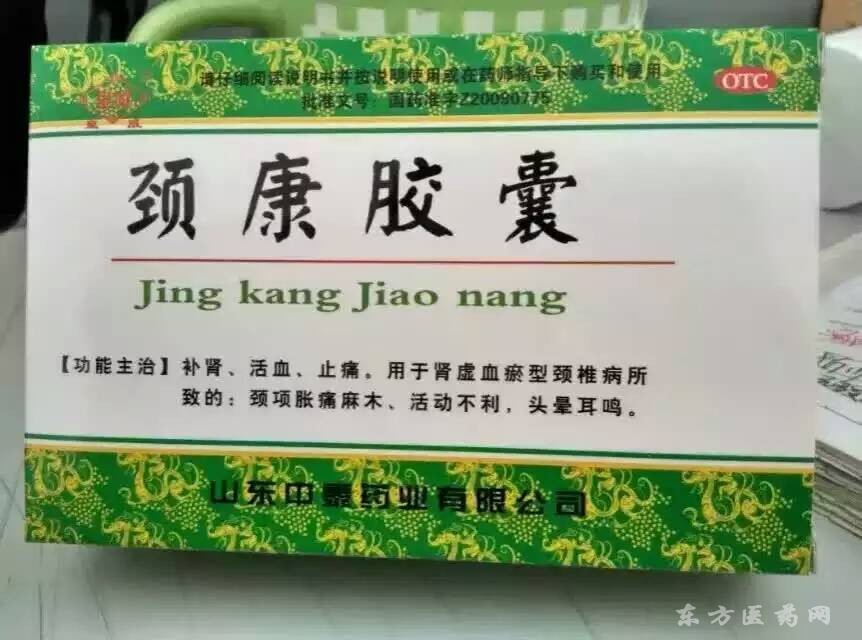 请仔细阅读说明书并按说明使用或在药师指导下购买和使用
批准文号：国药准字Z20090775
OTC
颈康胶囊
Jing kang Jiao nang
【功能主治】补肾、活血、止痛。用于肾虚血瘀型颈椎病所
致的：颈项胀痛麻木、活动不利，头晕耳鸣。
山东中泰药业有限公司
东方医药网